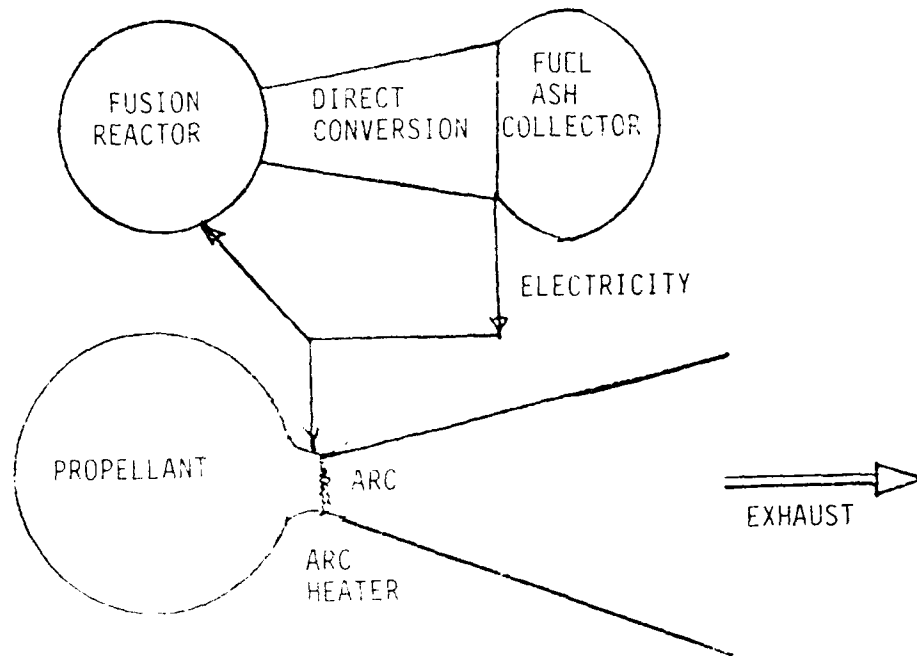 FUSION
REACTOR
DIRECT
CONVERSION
FUEL
ASH
COLLECTOR
ELECTRICITY
PROPELLANT
ARC
ARC
HEATER
EXHAUST